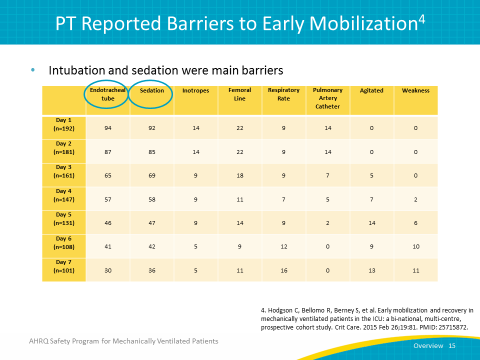 PT Reported Barriers to Early Mobilization4
• Intubation and sedation were main barriers
Endotracheal tube Sedation Inotropes Femoral Line Respiratory Rate Pulmonary Artery Catheter Agitated Weakness
Day 1 (n=192) 94 92 14 22 9 14 0 0
Day 2 (n=181) 87 85 14 22 9 14 0 0
Day 3 (n=161) 65 69 9 18 9 7 5 0
Day 4 (n=147) 57 58 9 11 7 5 7 2
Day 5 (n=131) 46 47 9 14 9 2 14 6
Day 6 (n=108) 41 42 5 9 12 0 9 10
Day 7 (n=101) 30 36 5 11 16 0 13 11
4. Hodgson C, Bellomo R, Berney S, et al. Early mobilization and recovery in
mechanically ventilated patients in the ICU: a bi-national, multi-centre,
prospective cohort study. Crit Care. 2015 Feb 26;19:81. PMID: 25715872.
AHRQ Safety Program for Mechanically Ventilated Patients
Overview 15